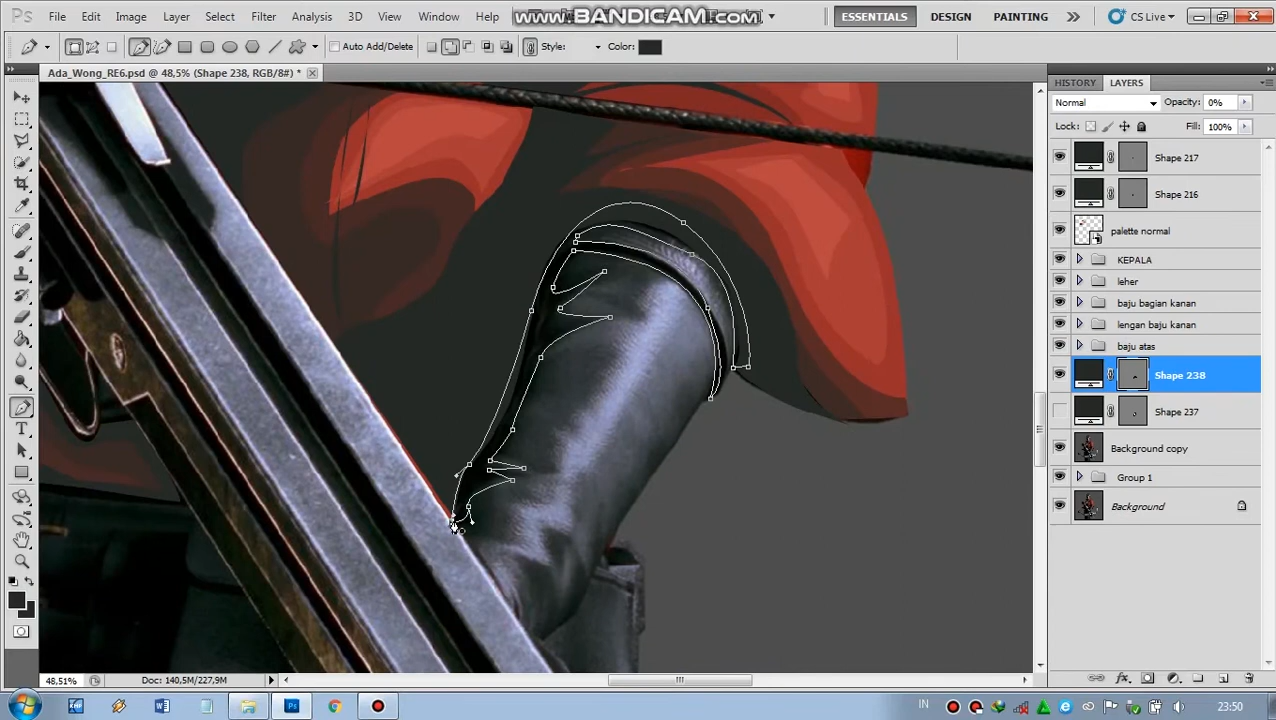 Ps File Edit Image Layer Select Filter Analysis 3D View Window Help www.BANDICAM.com ESSENTIALS DESIGN PAINTING CS Live
Auto Add/Delete Style: Color:
Ada_Wong_RE6.psd @ 48,5% (Shape 238, RGB/8#) *
HISTORY LAYERS
Normal Opacity: 0%
Lock: Fill: 100%
Shape 217
Shape 216
palette normal
KEPALA
leher
baju bagian kanan
lengan baju kanan
baju atas
Shape 238
Shape 237
Background copy
Group 1
Background
48,51% Doc: 140,5M/227,9M
IN 23:50